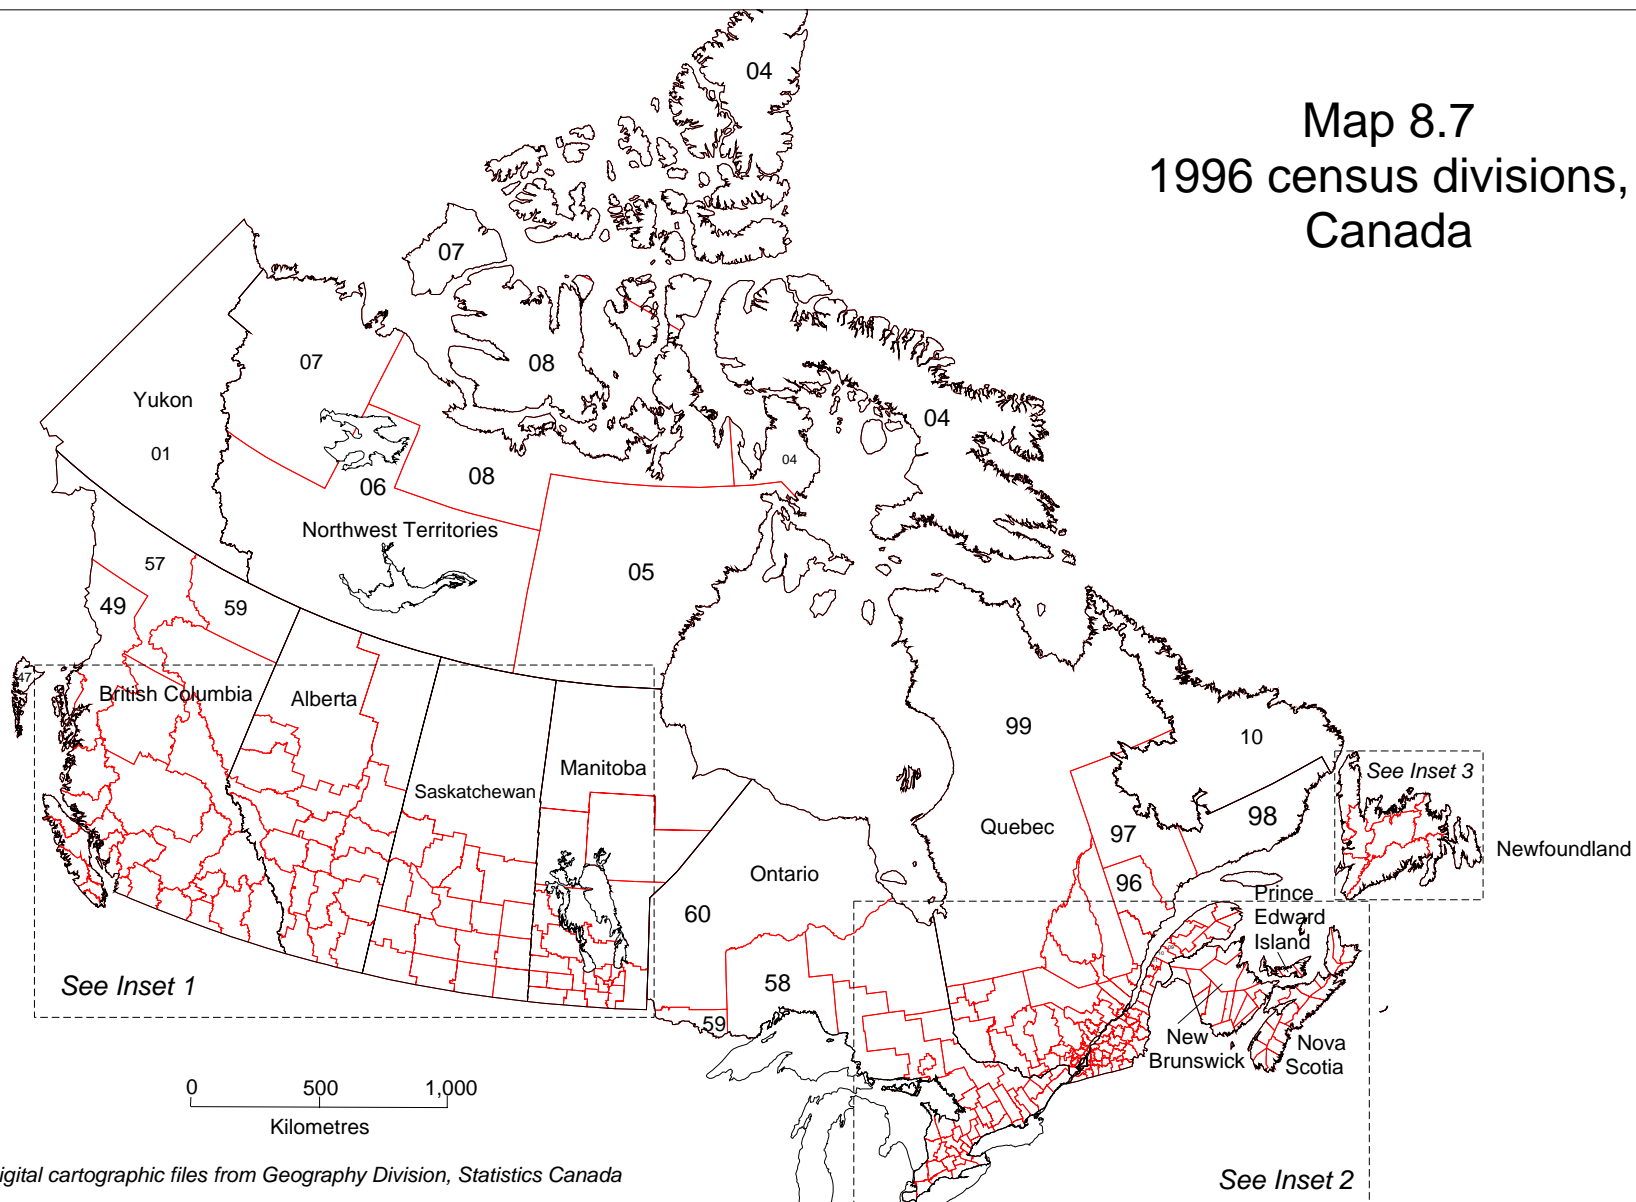 Map 8.7
1996 census divisions,
Canada
04
07
07
08
04
Yukon
01
04
08
06
Northwest Territories
05
57
49
59
47
British Columbia
Alberta
Saskatchewan
Manitoba
99
10
See Inset 3
Quebec
97
98
Newfoundland
Ontario
96
60
Prince
Edward
Island
58
59
See Inset 1
New
Brunswick
Nova
Scotia
0 500 1,000
Kilometres
igital cartographic files from Geography Division, Statistics Canada
See Inset 2